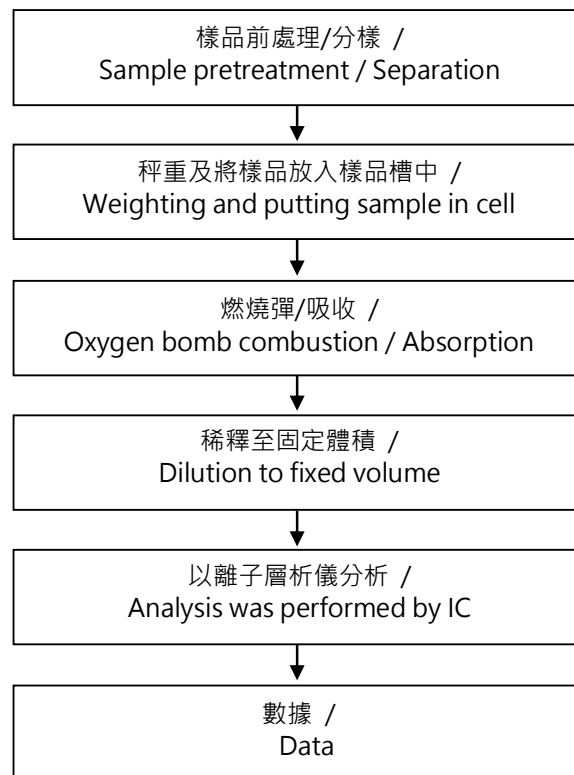 樣品前處理/分樣 /
Sample pretreatment / Separation
秤重及將樣品放入樣品槽中 /
Weighting and putting sample in cell
燃燒彈/吸收 /
Oxygen bomb combustion / Absorption
稀釋至固定體積 /
Dilution to fixed volume
以離子層析儀分析 /
Analysis was performed by IC
數據 /
Data